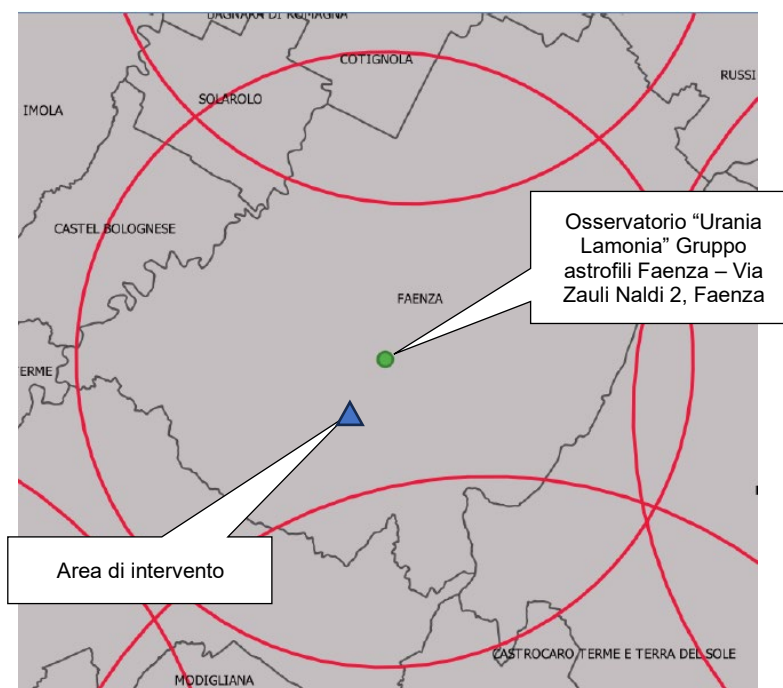 BAGNARA DI ROMAGNA
COTIGNOLA
RUSSI
SOLAROLO
IMOLA
Osservatorio “Urania
Lamonia” Gruppo
astrofili Faenza – Via
Zauli Naldi 2, Faenza
CASTEL BOLOGNESE
FAENZA
ERME
Area di intervento
CASTROCARO TERME E TERRA DEL SOLE
MODIGLIANA